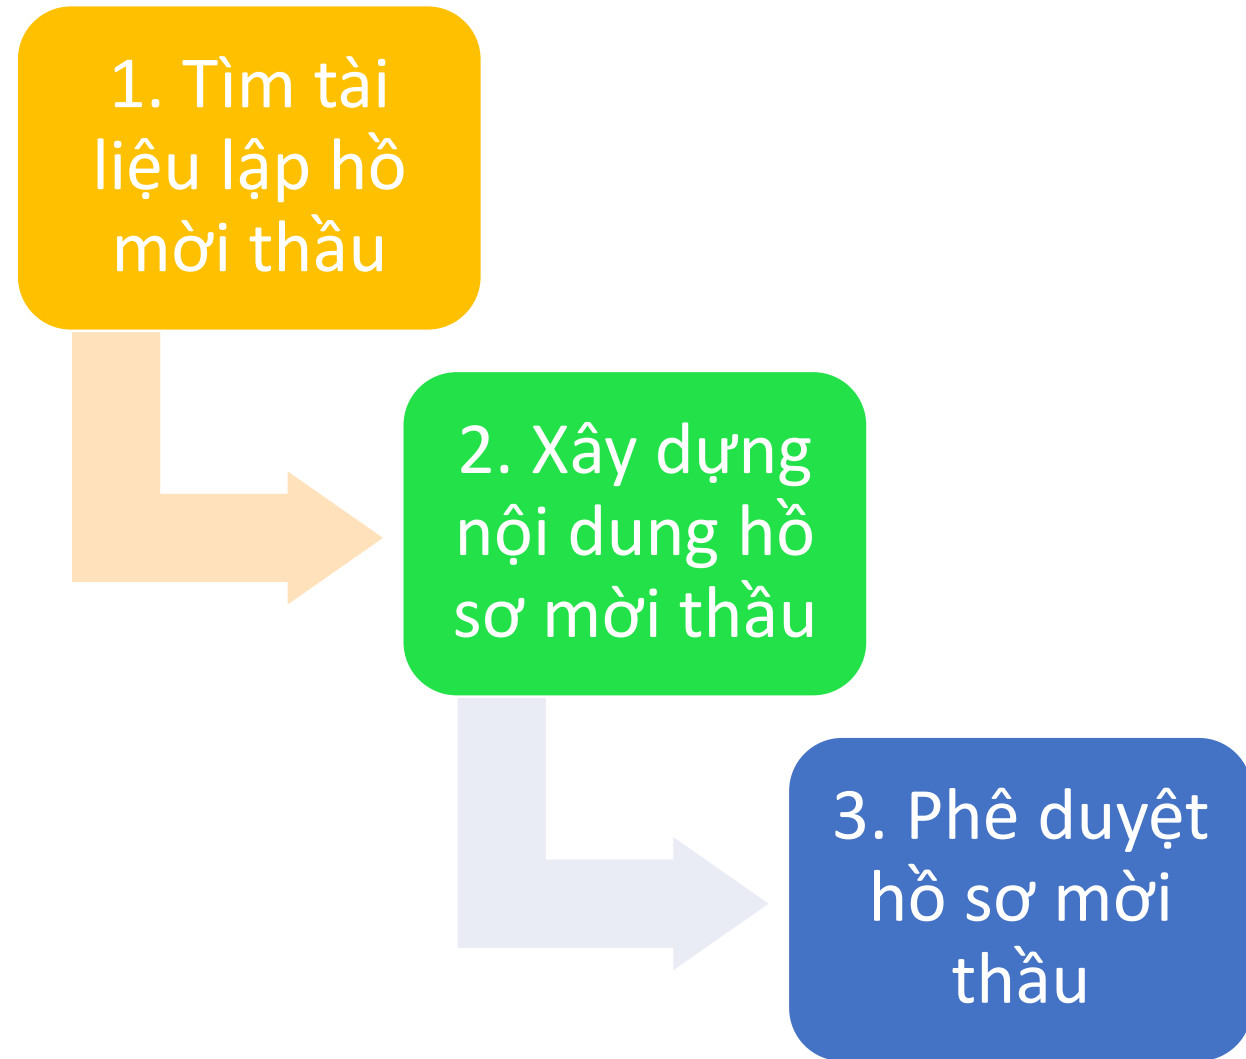 1. Tìm tài
liệu lập hồ
mời thầu
2. Xây dựng
nội dung hồ
sơ mời thầu
3. Phê duyệt
hồ sơ mời
thầu